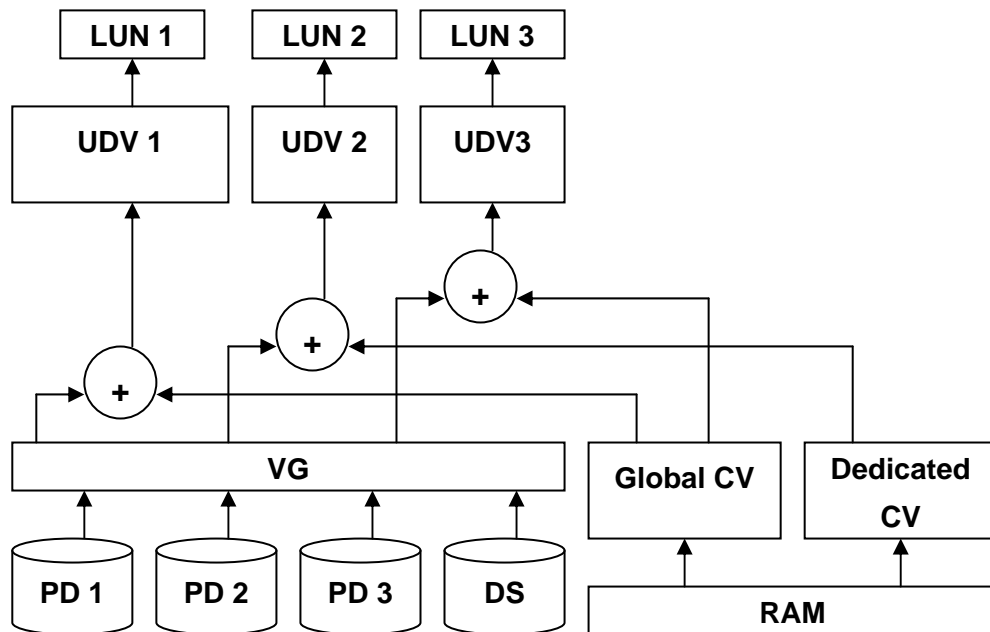 LUN 1
LUN 2
LUN 3
UDV 1
UDV 2
UDV3
+
+
+
VG
Global CV
Dedicated
CV
PD 1
PD 2
PD 3
DS
RAM